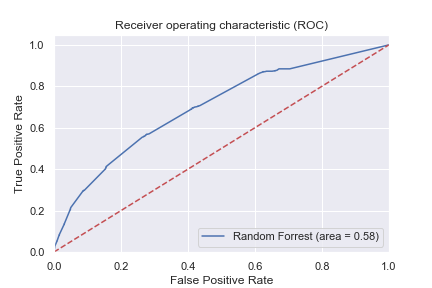 Receiver operating characteristic (ROC)
1.0
0.8
0.6
0.4
0.2
0.0
True Positive Rate
Random Forrest (area = 0.58)
0.0 0.2 0.4 0.6 0.8 1.0
False Positive Rate